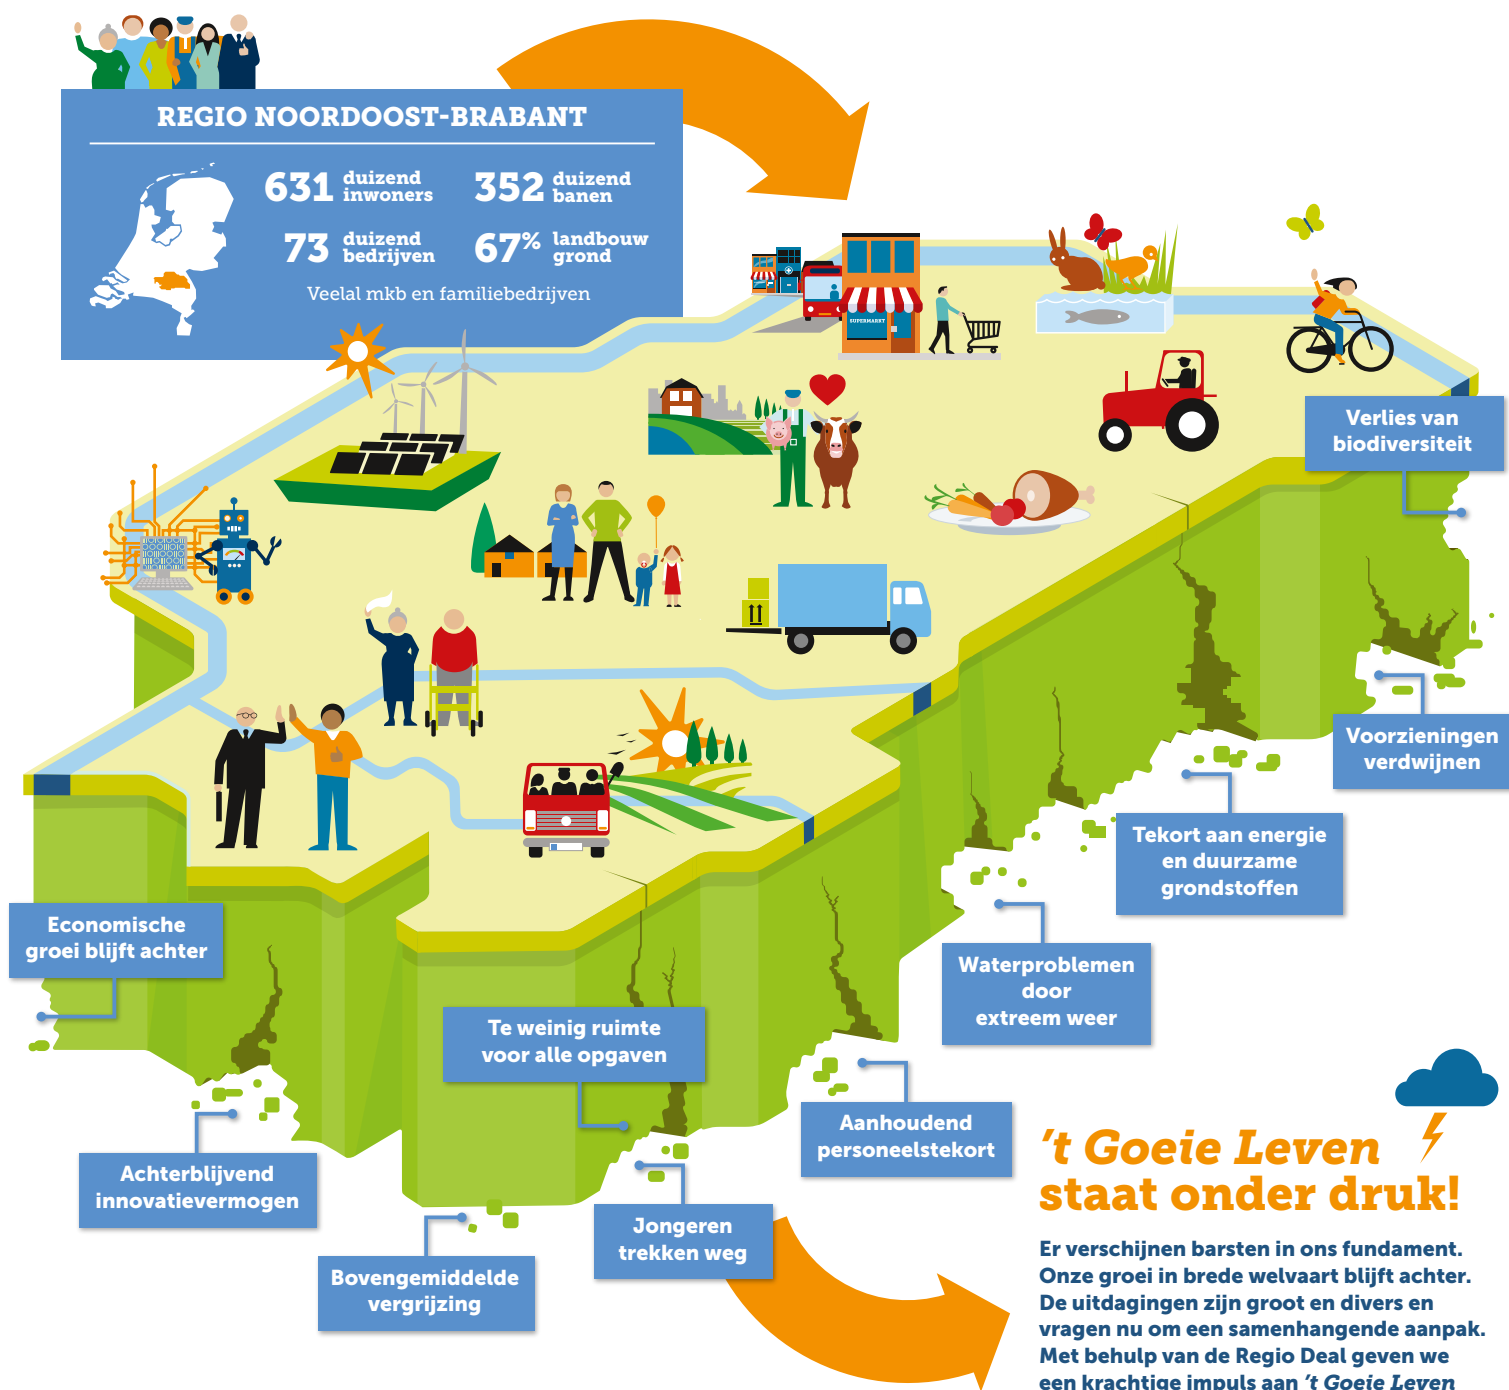 REGIO NOORDOOST-BRABANT
631 duizend inwoners
352 duizend banen
73 duizend bedrijven
67% landbouw grond
Veelal mkb en familiebedrijven
SUPERMARKT
Verlies van
biodiversiteit
Voorzieningen
verdwijnen
Tekort aan energie
en duurzame
grondstoffen
Economische
groei blijft achter
Waterproblemen
door
extreem weer
Te weinig ruimte
voor alle opgaven
Aanhoudend
personeelstekort
Achterblijvend
innovatievermogen
Jongeren
trekken weg
Bovengemiddelde
vergrijzing
’t Goeie Leven
staat onder druk!
Er verschijnen barsten in ons fundament.
Onze groei in brede welvaart blijft achter.
De uitdagingen zijn groot en divers en
vragen nu om een samenhangende aanpak.
Met behulp van de Regio Deal geven we
een krachtige impuls aan ’t Goeie Leven